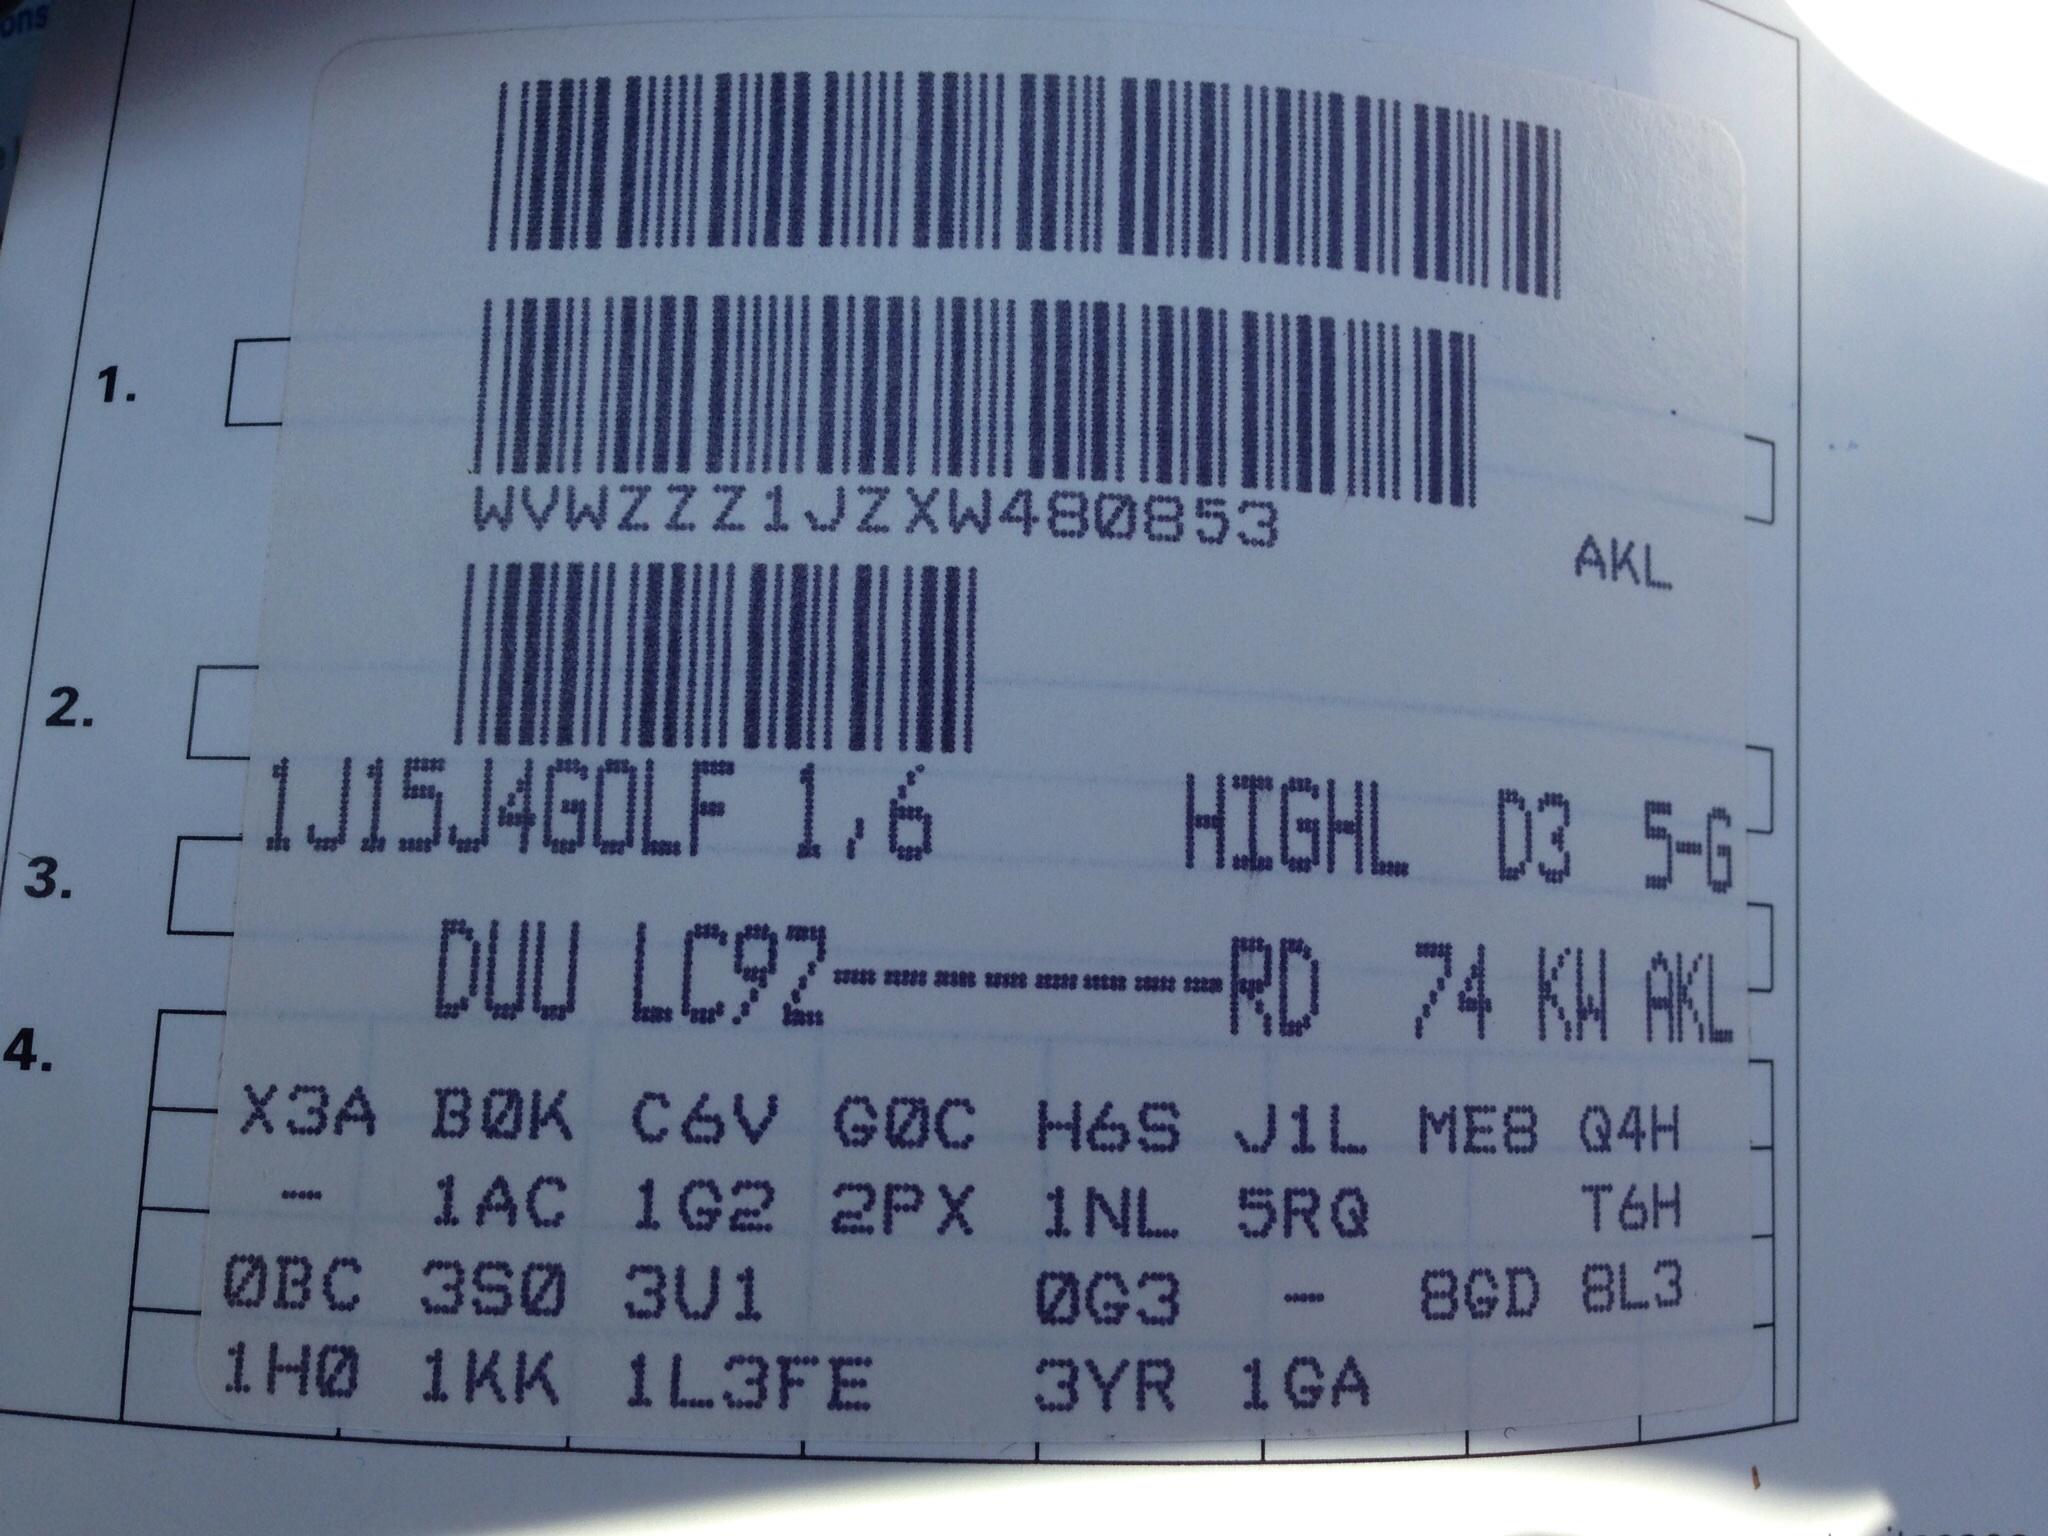 ons
1.
WVWZZZ1JZXW480853
AKL
2.
1J15J4GOLF 1,6 HIGHL D3 5-G
3.
DUU LC9Z--------RD 74 KW AKL
4.
X3A B0K C6V G0C H6S J1L ME8 Q4H
- 1AC 1G2 2PX 1NL 5RQ T6H
0BC 3S0 3U1 0G3 - 8GD 8L3
1H0 1KK 1L3FE 3YR 1GA